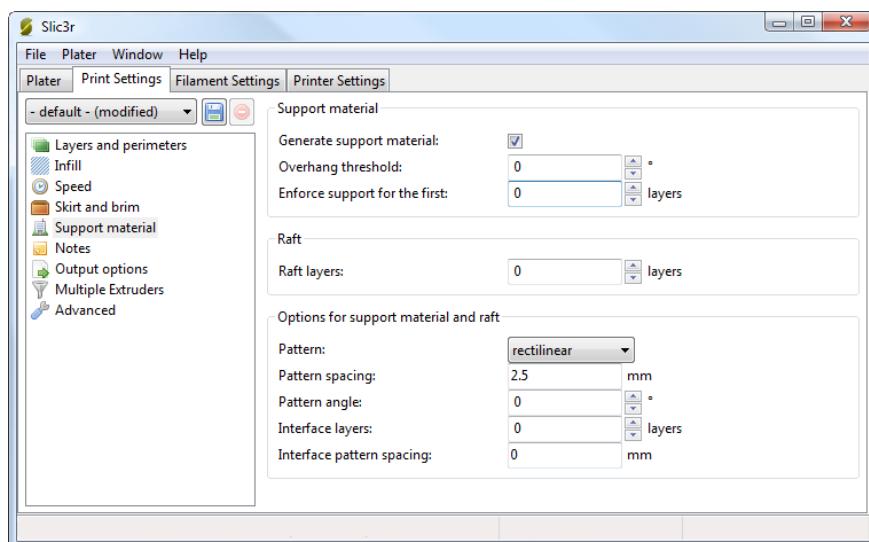 Slic3r
File Plater Window Help
Plater Print Settings Filament Settings Printer Settings
- default - (modified)
Layers and perimeters
Infill
Speed
Skirt and brim
Support material
Notes
Output options
Multiple Extruders
Advanced
Support material
Generate support material:
Overhang threshold: 0 °
Enforce support for the first: 0 layers
Raft
Raft layers: 0 layers
Options for support material and raft
Pattern: rectilinear
Pattern spacing: 2.5 mm
Pattern angle: 0 °
Interface layers: 0 layers
Interface pattern spacing: 0 mm